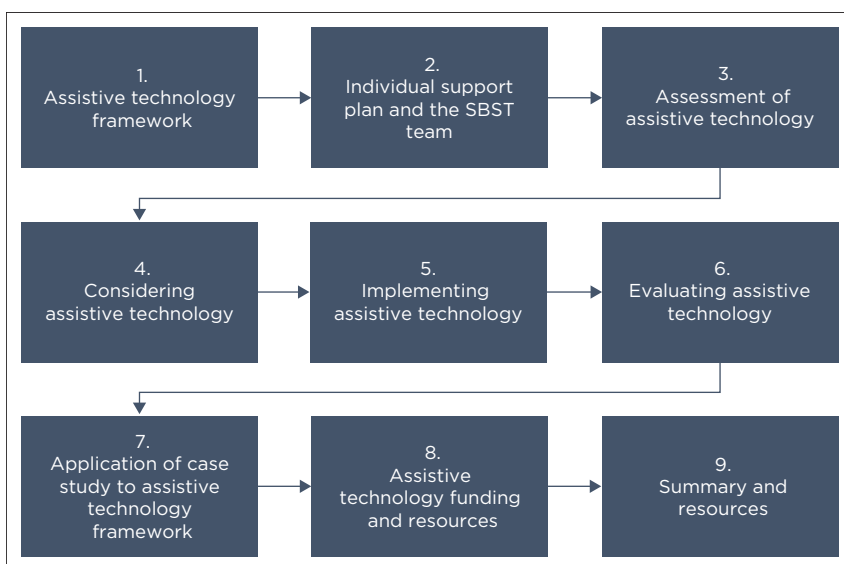 1.
Assistive technology
framework
2.
Individual support
plan and the SBST
team
3.
Assessment of
assistive technology
4.
Considering
assistive technology
5.
Implementing
assistive technology
6.
Evaluating assistive
technology
7.
Application of case
study to assistive
technology
framework
8.
Assistive
technology funding
and resources
9.
Summary and
resources